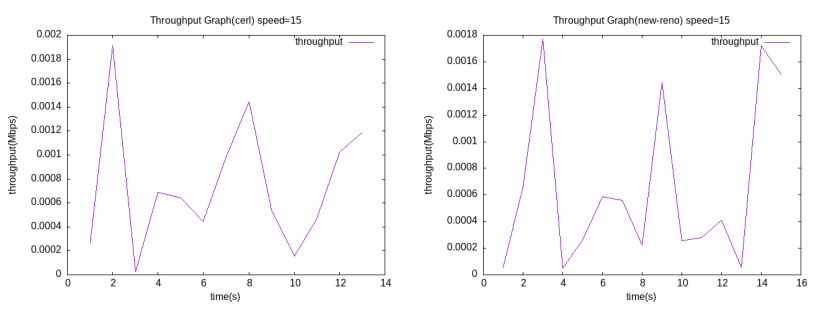 Throughput Graph(cerl) speed=15
throughput
0.002
0.0018
0.0016
0.0014
0.0012
0.001
0.0008
0.0006
0.0004
0.0002
0
throughput(Mbps)
0 2 4 6 8 10 12 14
time(s)
Throughput Graph(new-reno) speed=15
throughput
0.0018
0.0016
0.0014
0.0012
0.001
0.0008
0.0006
0.0004
0.0002
0
throughput(Mbps)
0 2 4 6 8 10 12 14 16
time(s)